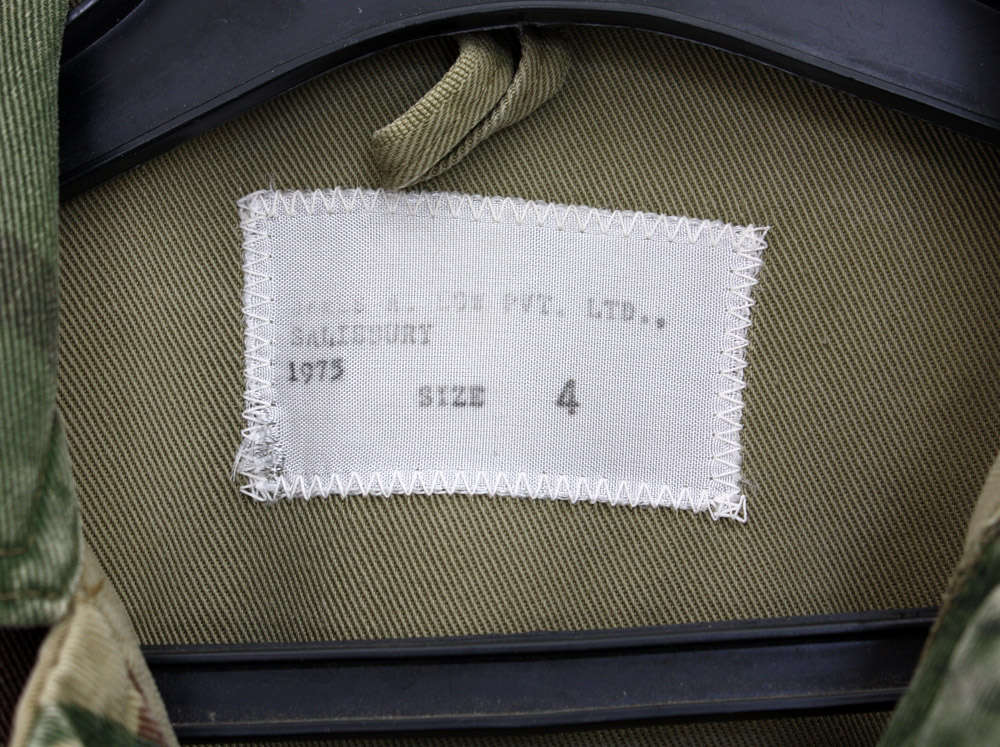 PVT. LTD.,
SALISBURY
1975
SIZE 4